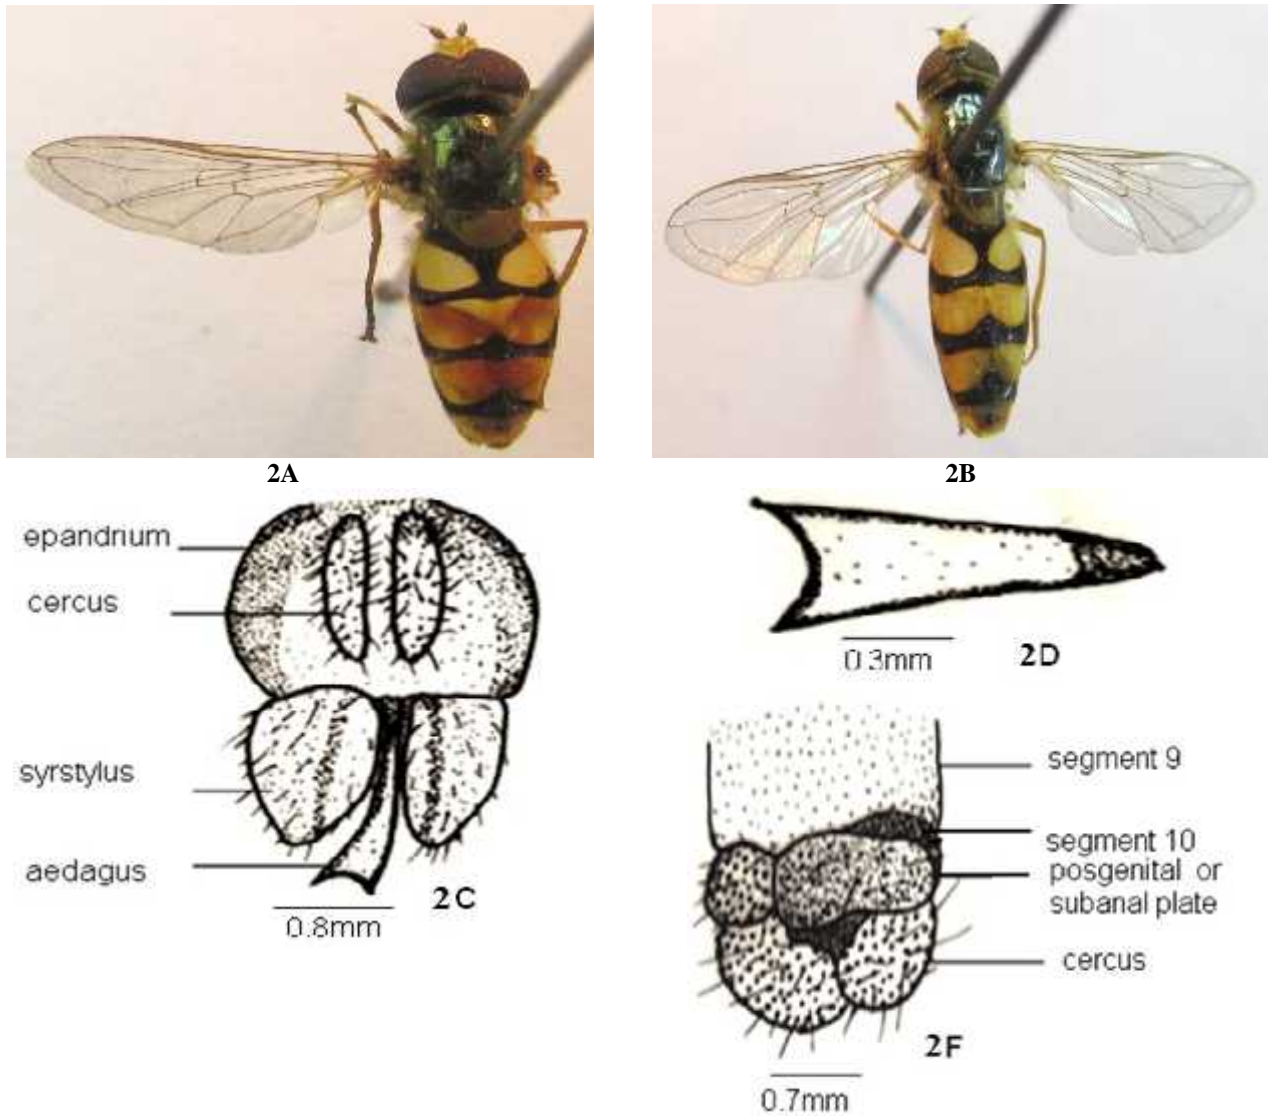 2A
2B
epandrium
cercus
syrstylus
aedagus
2C
0.8mm
0.3mm
2D
segment 9
segment 10
posgenital or
subanal plate
cercus
2F
0.7mm